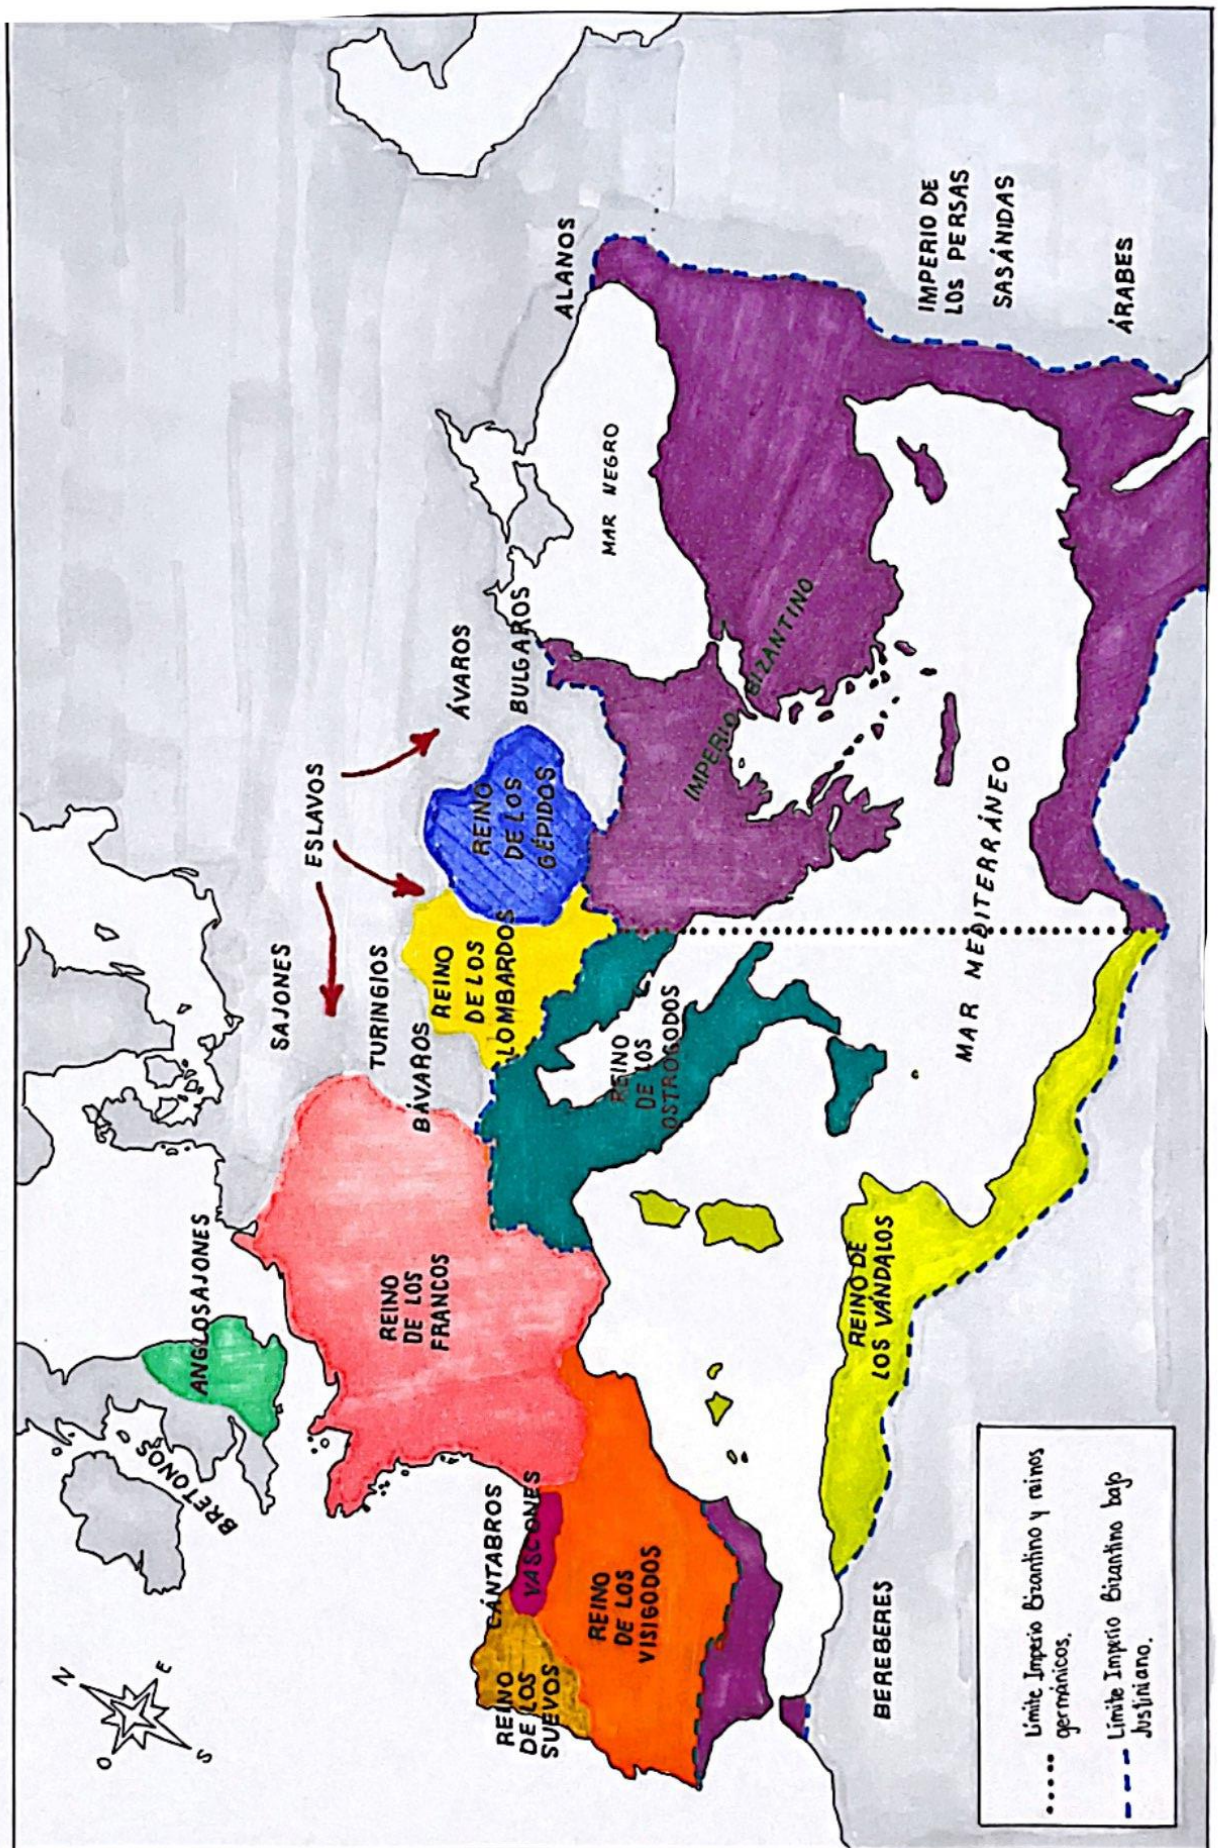 N
O
E
S
BRETONOS
ANGLOSAJONES
SAJONES
ESLAVOS
TURINGIOS
BÁVAROS
ÁVAROS
BULGAROS
ALANOS
REINO
DE LOS
FRANCOS
REINO
DE LOS
LOMBARDOS
REINO
DE LOS
GÉPIDOS
MAR NEGRO
CÁNTABROS
VASCONES
REINO
DE LOS
SUEVOS
REINO
DE LOS
VISIGODOS
REINO
DE LOS
OSTROGODOS
IMPERIO BIZANTINO
IMPERIO DE
LOS PERSAS
SASÁNIDAS
MAR MEDITERRÁNEO
REINO DE
LOS VÁNDALOS
BEREBERES
ÁRABES
Límite Imperio Bizantino y reinos
germánicos.
Límite Imperio Bizantino bajo
Justiniano.